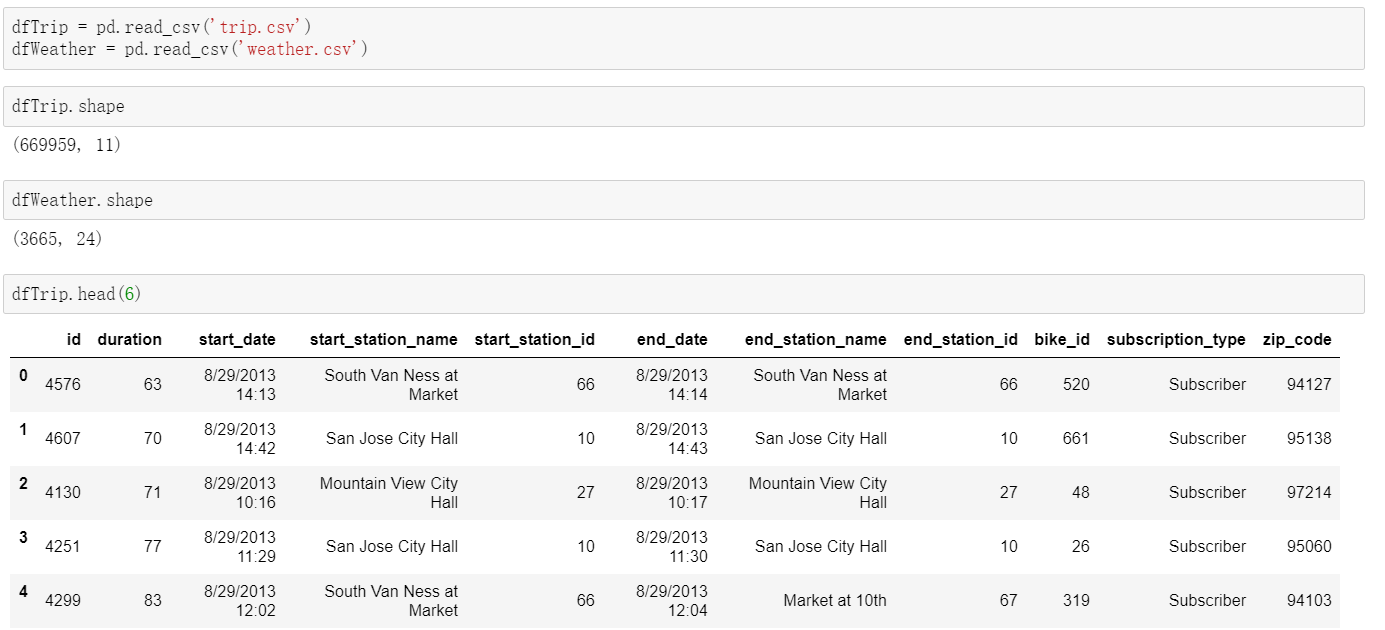 dfTrip = pd.read_csv('trip.csv')
dfWeather = pd.read_csv('weather.csv')
dfTrip.shape
(669959, 11)
dfWeather.shape
(3665, 24)
dfTrip.head(6)
id duration start_date start_station_name start_station_id end_date end_station_name end_station_id bike_id subscription_type zip_code
0 4576 63 8/29/2013 14:13 South Van Ness at Market 66 8/29/2013 14:14 South Van Ness at Market 66 520 Subscriber 94127
1 4607 70 8/29/2013 14:42 San Jose City Hall 10 8/29/2013 14:43 San Jose City Hall 10 661 Subscriber 95138
2 4130 71 8/29/2013 10:16 Mountain View City Hall 27 8/29/2013 10:17 Mountain View City Hall 27 48 Subscriber 97214
3 4251 77 8/29/2013 11:29 San Jose City Hall 10 8/29/2013 11:30 San Jose City Hall 10 26 Subscriber 95060
4 4299 83 8/29/2013 12:02 South Van Ness at Market 66 8/29/2013 12:04 Market at 10th 67 319 Subscriber 94103